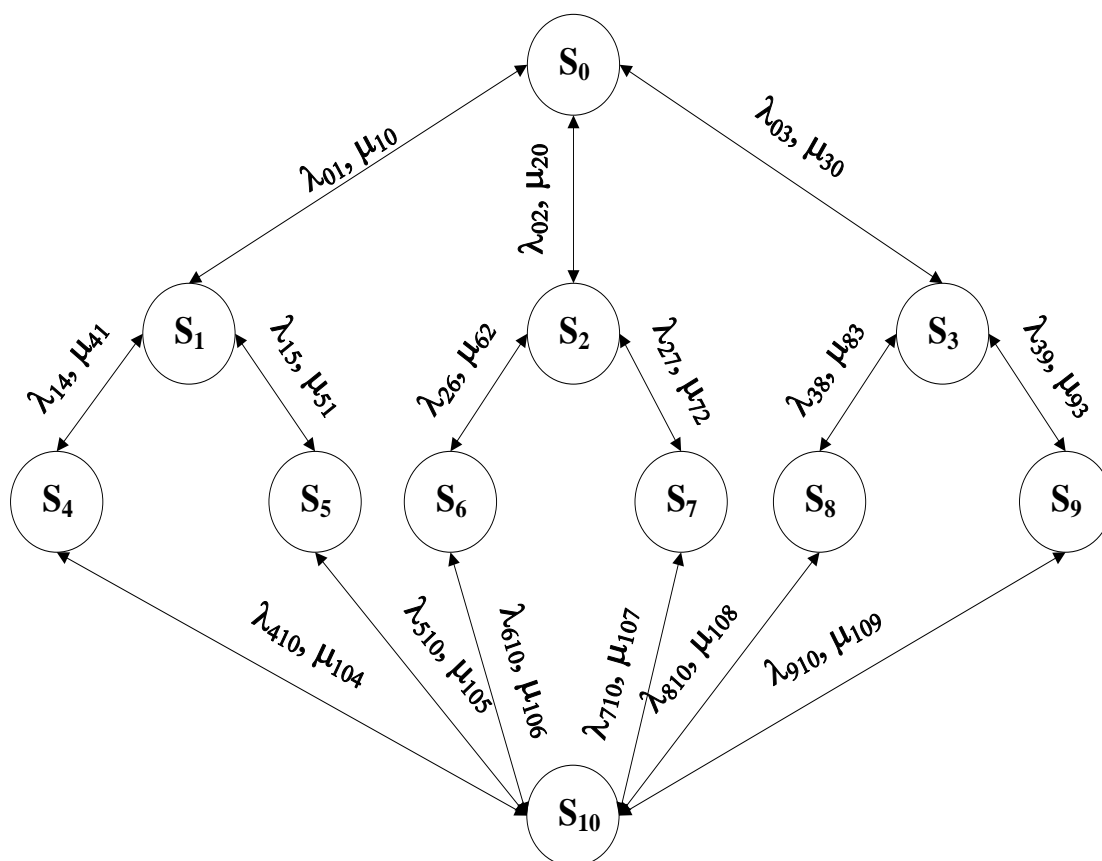 S₀
λ₀₁, μ₁₀
λ₀₂, μ₂₀
λ₀₃, μ₃₀
S₁
S₂
S₃
λ₁₄, μ₄₁
λ₁₅, μ₅₁
λ₂₆, μ₆₂
λ₂₇, μ₇₂
λ₃₈, μ₈₃
λ₃₉, μ₉₃
S₄
S₅
S₆
S₇
S₈
S₉
λ₄₁₀, μ₁₀₄
λ₅₁₀, μ₁₀₅
λ₆₁₀, μ₁₀₆
λ₇₁₀, μ₁₀₇
λ₈₁₀, μ₁₀₈
λ₉₁₀, μ₁₀₉
S₁₀